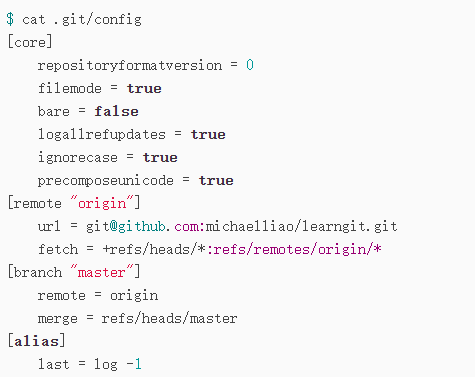 $ cat .git/config
[core]
    repositoryformatversion = 0
    filemode = true
    bare = false
    logallrefupdates = true
    ignorecase = true
    precomposeunicode = true
[remote "origin"]
    url = git@github.com:michaelliao/learngit.git
    fetch = +refs/heads/*:refs/remotes/origin/*
[branch "master"]
    remote = origin
    merge = refs/heads/master
[alias]
    last = log -1